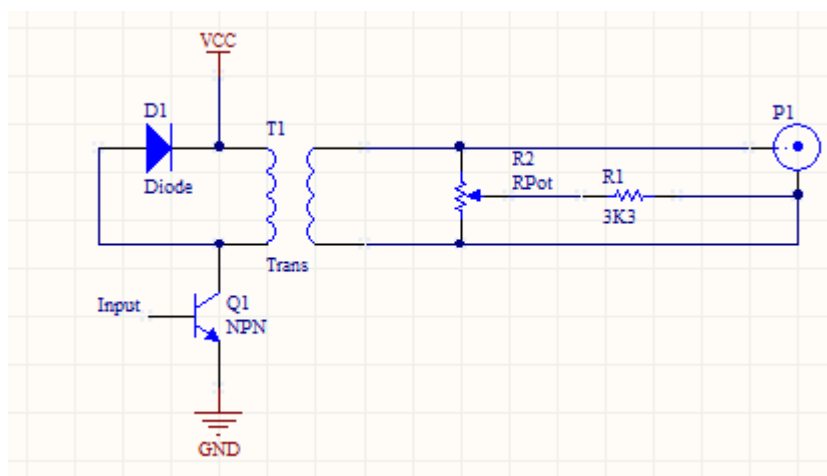 VCC
D1
T1
P1
Diode
R2
RPot
R1
3K3
Trans
Input
Q1
NPN
GND